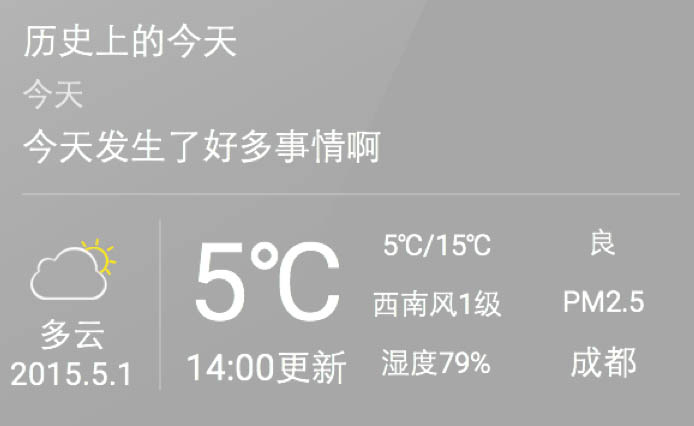 历史上的今天
今天
今天发生了好多事情啊
多云
2015.5.1
5℃
14:00更新
5℃/15℃
西南风1级
湿度79%
良
PM2.5
成都